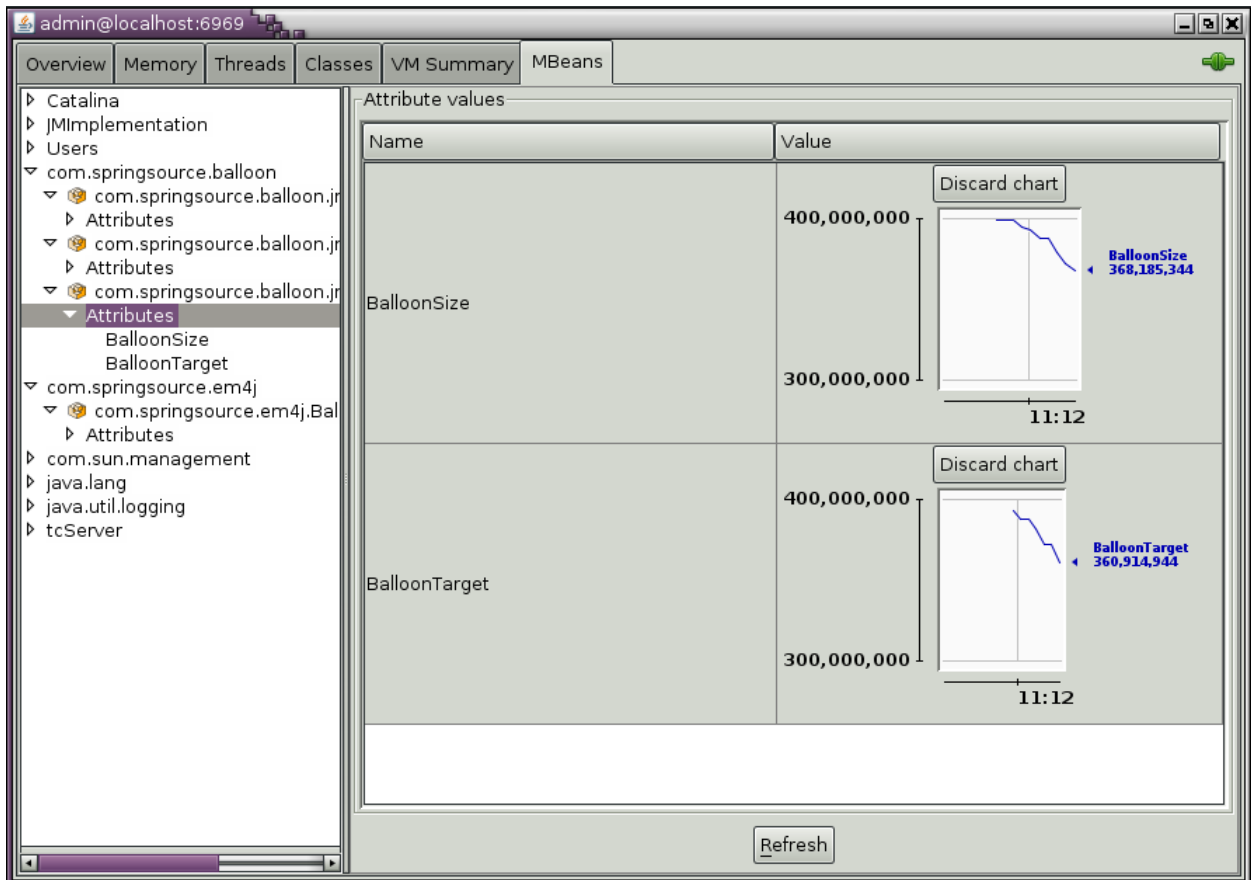 admin@localhost:6969
Overview Memory Threads Classes VM Summary MBeans
Catalina
JMImplementation
Users
com.springsource.balloon
com.springsource.balloon.jr
Attributes
com.springsource.balloon.jr
Attributes
com.springsource.balloon.jr
Attributes
BalloonSize
BalloonTarget
com.springsource.em4j
com.springsource.em4j.Bal
Attributes
com.sun.management
java.lang
java.util.logging
tcServer
Attribute values
Name Value
BalloonSize
Discard chart
400,000,000
300,000,000
BalloonSize
368,185,344
11:12
BalloonTarget
Discard chart
400,000,000
300,000,000
BalloonTarget
360,914,944
11:12
Refresh